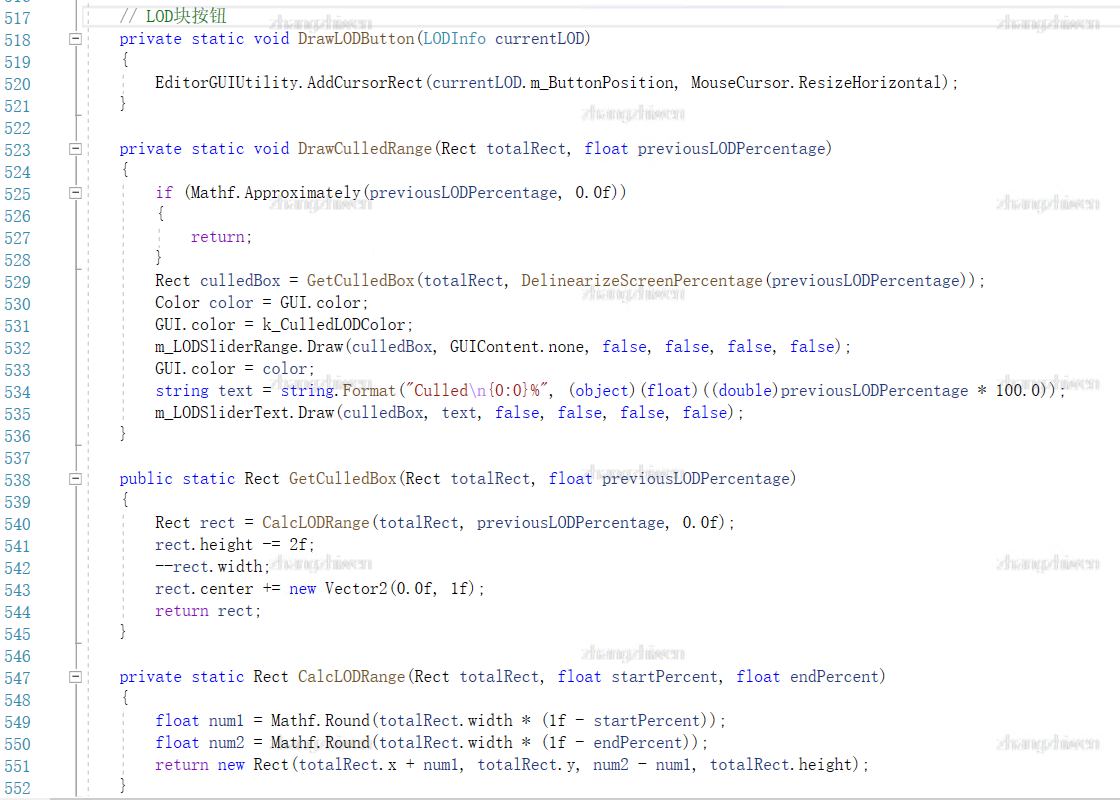 517 // LOD块按钮
518 private static void DrawLODButton(LODInfo currentLOD)
519 {
520 EditorGUIUtility.AddCursorRect(currentLOD.m_ButtonPosition, MouseCursor.ResizeHorizontal);
521 }
522
523 private static void DrawCulledRange(Rect totalRect, float previousLODPercentage)
524 {
525 if (Mathf.Approximately(previousLODPercentage, 0.0f))
526 {
527 return;
528 }
529 Rect culledBox = GetCulledBox(totalRect, DelinearizeScreenPercentage(previousLODPercentage));
530 Color color = GUI.color;
531 GUI.color = k_CulledLODColor;
532 m_LODSliderRange.Draw(culledBox, GUIContent.none, false, false, false, false);
533 GUI.color = color;
534 string text = string.Format("Culled\n{0:0}%", (object)(float)((double)previousLODPercentage * 100.0));
535 m_LODSliderText.Draw(culledBox, text, false, false, false, false);
536 }
537
538 public static Rect GetCulledBox(Rect totalRect, float previousLODPercentage)
539 {
540 Rect rect = CalcLODRange(totalRect, previousLODPercentage, 0.0f);
541 rect.height -= 2f;
542 --rect.width;
543 rect.center += new Vector2(0.0f, 1f);
544 return rect;
545 }
546
547 private static Rect CalcLODRange(Rect totalRect, float startPercent, float endPercent)
548 {
549 float num1 = Mathf.Round(totalRect.width * (1f - startPercent));
550 float num2 = Mathf.Round(totalRect.width * (1f - endPercent));
551 return new Rect(totalRect.x + num1, totalRect.y, num2 - num1, totalRect.height);
552 }